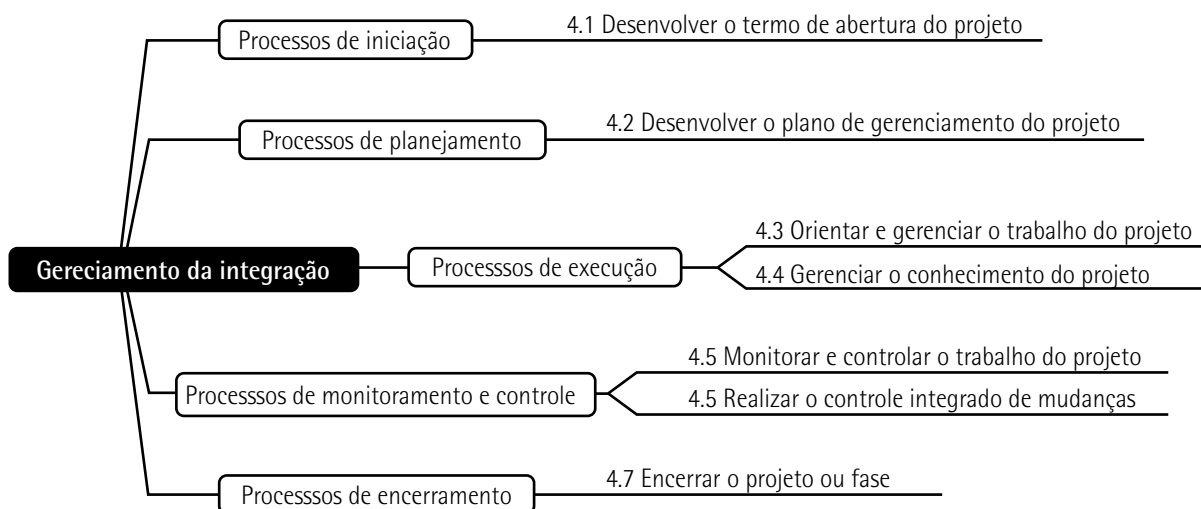 Processos de iniciação
4.1 Desenvolver o termo de abertura do projeto
Processos de planejamento
4.2 Desenvolver o plano de gerenciamento do projeto
Gereciamento da integração
Processsos de execução
4.3 Orientar e gerenciar o trabalho do projeto
4.4 Gerenciar o conhecimento do projeto
Processsos de monitoramento e controle
4.5 Monitorar e controlar o trabalho do projeto
4.5 Realizar o controle integrado de mudanças
Processsos de encerramento
4.7 Encerrar o projeto ou fase